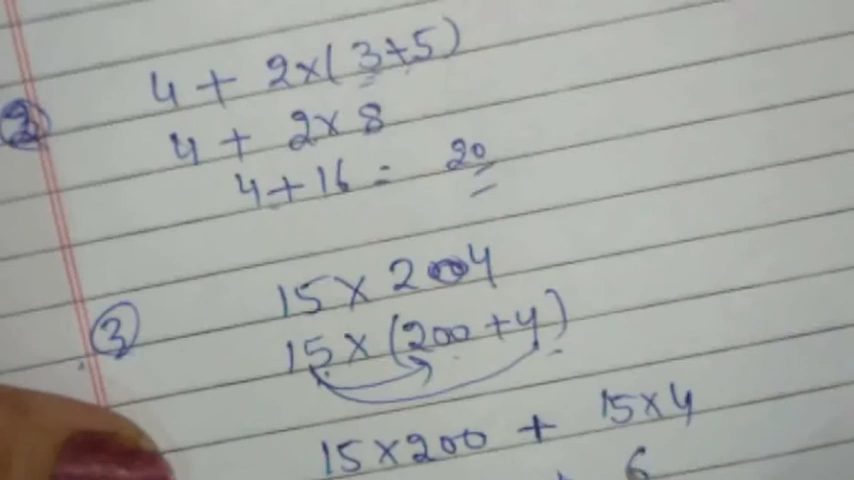 ② 4 + 2×(3+5)
4 + 2×8
4+16 = 20
③ 15×204
15×(200+4)
15×200 + 15×4
6